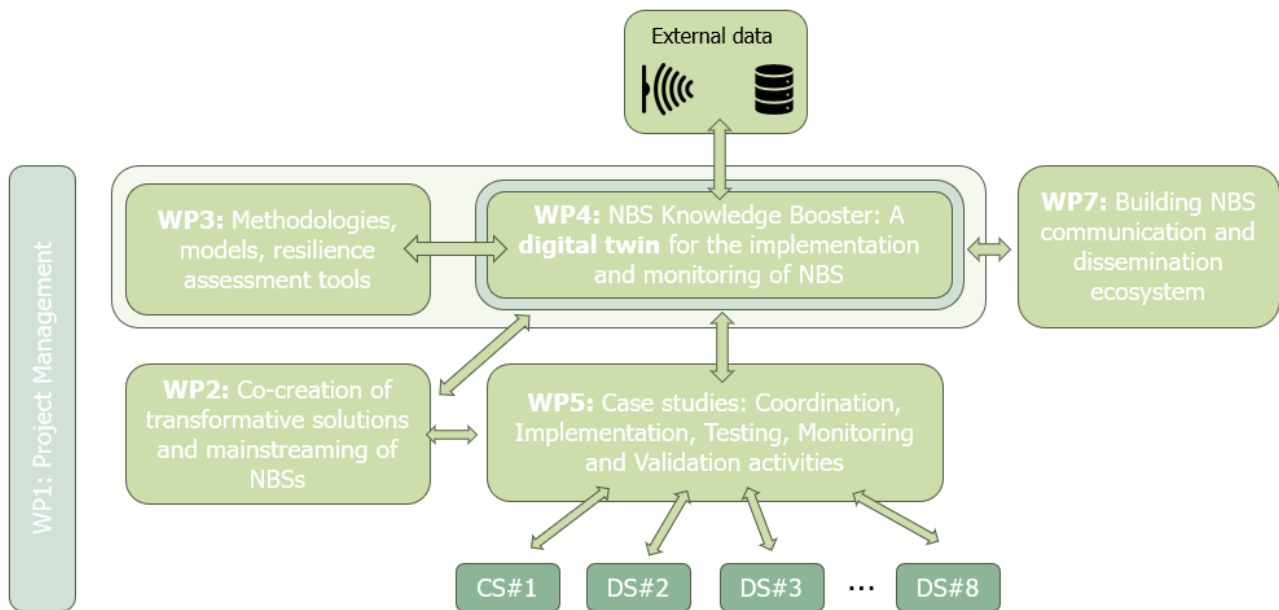 External data
WP1: Project Management
WP3: Methodologies,
models, resilience
assessment tools
WP4: NBS Knowledge Booster: A
digital twin for the implementation
and monitoring of NBS
WP7: Building NBS
communication and
dissemination
ecosystem
WP2: Co-creation of
transformative solutions
and mainstreaming of
NBSs
WP5: Case studies: Coordination,
Implementation, Testing, Monitoring
and Validation activities
CS#1
DS#2
DS#3
...
DS#8